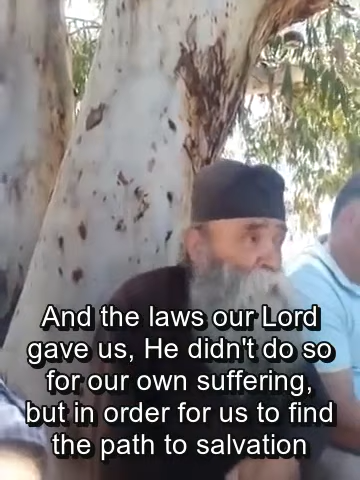 And the laws our Lord
gave us, He didn't do so
for our own suffering,
but in order for us to find
the path to salvation